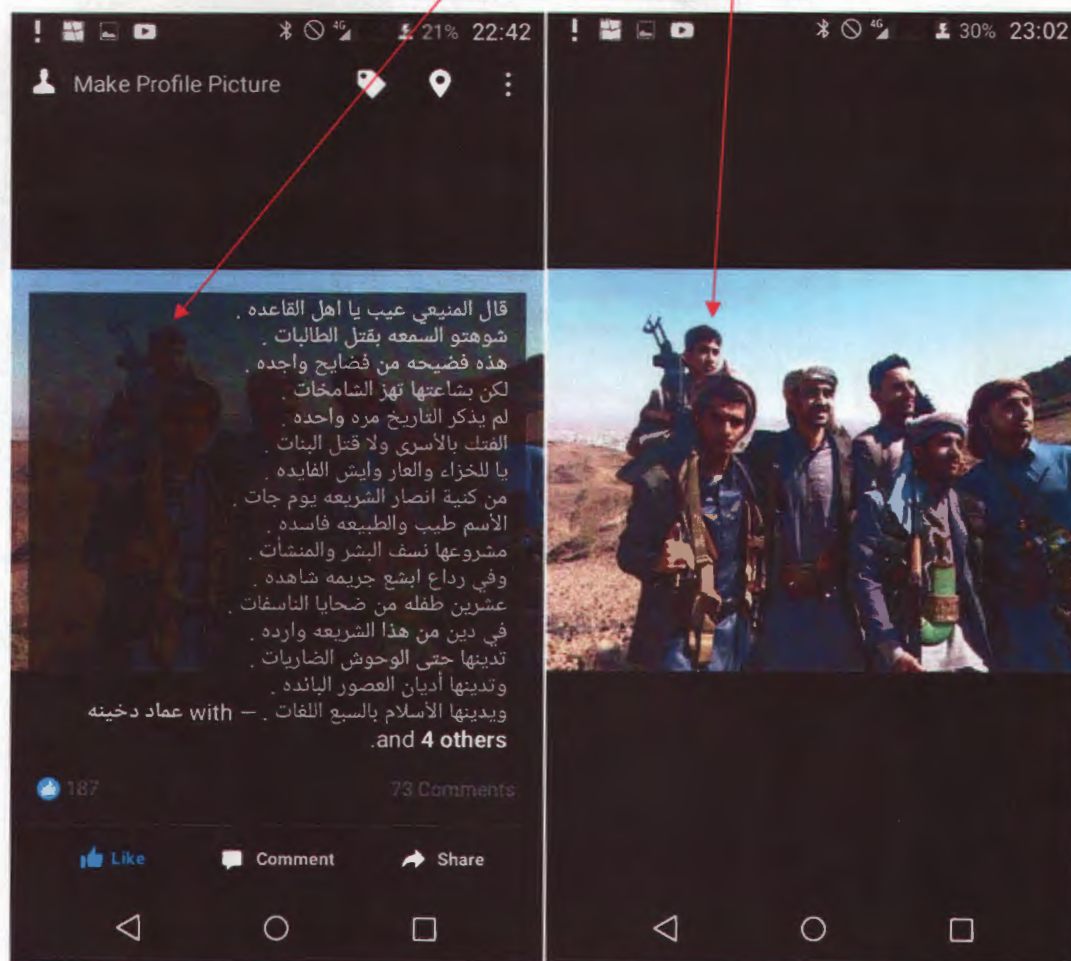 21% 22:42
Make Profile Picture
قال المنيعي عيب يا اهل القاعده .
شوهتو السمعه بقتل الطالبات .
هذه فضيحه من فضايح واجده .
لكن بشاعتها تهز الشامخات .
لم يذكر التاريخ مره واحده .
الفتك بالأسرى ولا قتل البنات .
يا للخزاء والعار وايش الفايده .
من كنية انصار الشريعه يوم جات .
الأسم طيب والطبيعه فاسده .
مشروعها نسف البشر والمنشأت .
وفي رداع ابشع جريمه شاهده .
عشرين طفله من ضحايا الناسفات .
في دين من هذا الشريعه وارده .
تدينها حتى الوحوش الضاريات .
وتدينها أديان العصور البائده .
ويدينها الأسلام بالسبع اللغات . — with عماد دخينه
and 4 others.
187
73 Comments
Like
Comment
Share
4G 30% 23:02